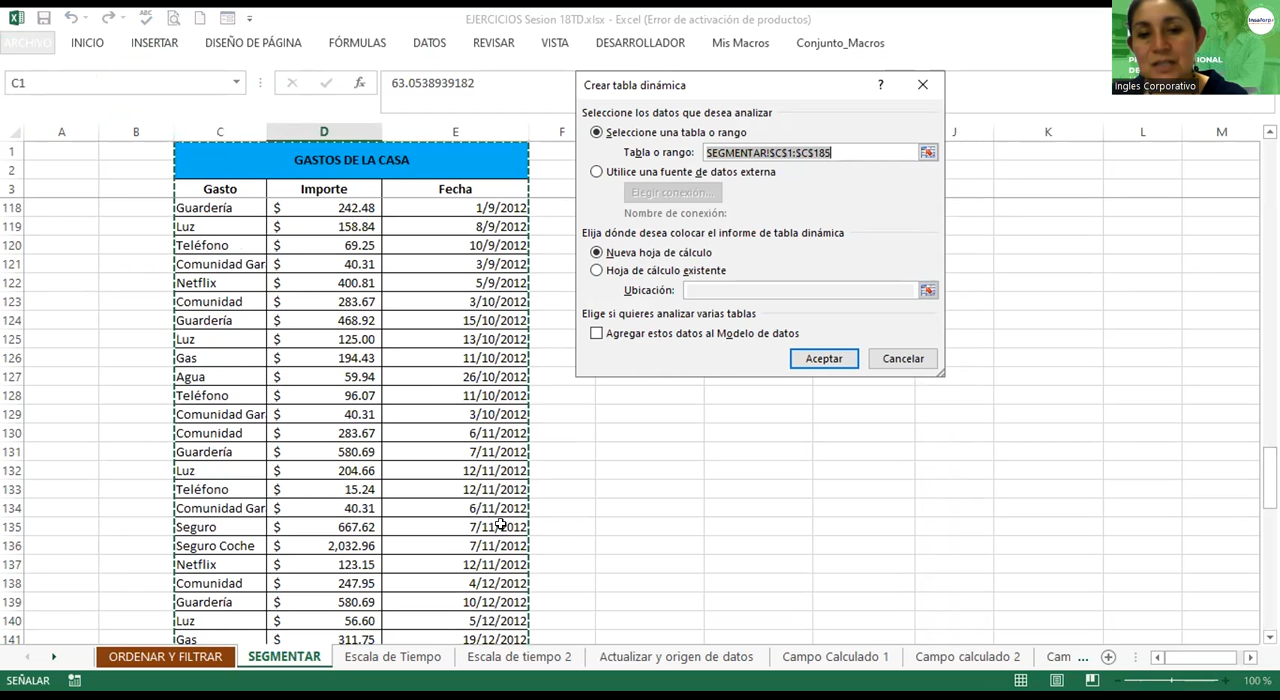 EJERCICIOS Sesion 18TD.xlsx - Excel (Error de activación de productos)
ARCHIVO INICIO INSERTAR DISEÑO DE PÁGINA FÓRMULAS DATOS REVISAR VISTA DESARROLLADOR Mis Macros Conjunto_Macros
Ingles Corporativo
C1 fx 63.0538939182
Crear tabla dinámica ?
Seleccione los datos que desea analizar
Seleccione una tabla o rango
Tabla o rango: SEGMENTAR!$C$1:$C$185
Utilice una fuente de datos externa
Elegir conexión...
Nombre de conexión:
Elija dónde desea colocar el informe de tabla dinámica
Nueva hoja de cálculo
Hoja de cálculo existente
Ubicación:
Elige si quieres analizar varias tablas
Agregar estos datos al Modelo de datos
Aceptar Cancelar
A B C D E F J K L M
1 GASTOS DE LA CASA
2
3 Gasto Importe Fecha
118 Guardería $ 242.48 1/9/2012
119 Luz $ 158.84 8/9/2012
120 Teléfono $ 69.25 10/9/2012
121 Comunidad Gar $ 40.31 3/9/2012
122 Netflix $ 400.81 5/9/2012
123 Comunidad $ 283.67 3/10/2012
124 Guardería $ 468.92 15/10/2012
125 Luz $ 125.00 13/10/2012
126 Gas $ 194.43 11/10/2012
127 Agua $ 59.94 26/10/2012
128 Teléfono $ 96.07 11/10/2012
129 Comunidad Gar $ 40.31 3/10/2012
130 Comunidad $ 283.67 6/11/2012
131 Guardería $ 580.69 7/11/2012
132 Luz $ 204.66 12/11/2012
133 Teléfono $ 15.24 12/11/2012
134 Comunidad Gar $ 40.31 6/11/2012
135 Seguro $ 667.62 7/11/2012
136 Seguro Coche $ 2,032.96 7/11/2012
137 Netflix $ 123.15 12/11/2012
138 Comunidad $ 247.95 4/12/2012
139 Guardería $ 580.69 10/12/2012
140 Luz $ 56.60 5/12/2012
141 Gas $ 311.75 19/12/2012
ORDENAR Y FILTRAR SEGMENTAR Escala de Tiempo Escala de tiempo 2 Actualizar y origen de datos Campo Calculado 1 Campo calculado 2 Cam ...
SEÑALAR 100 %